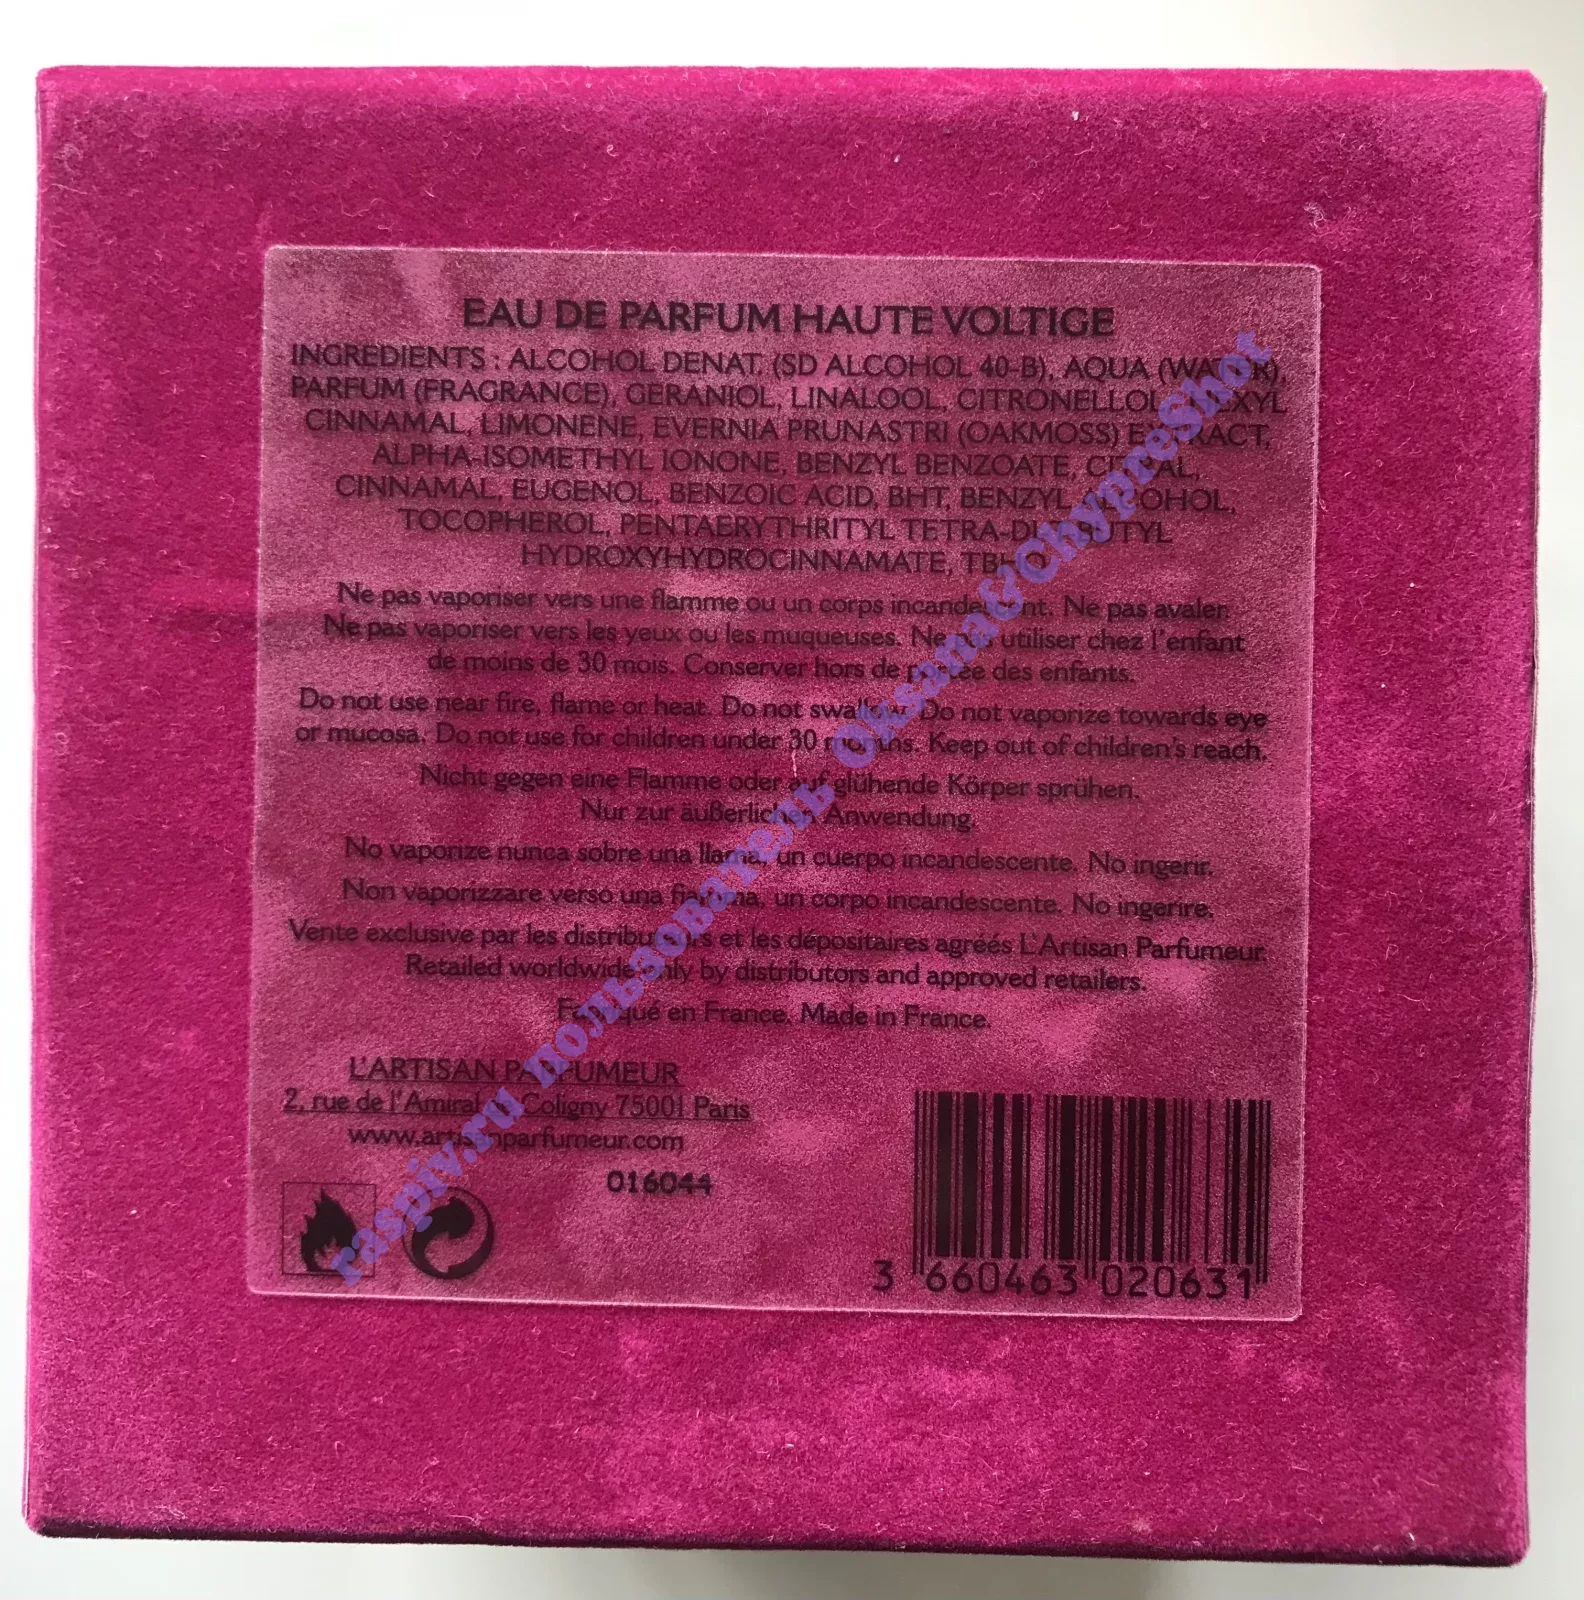 EAU DE PARFUM HAUTE VOLTIGE
INGREDIENTS : ALCOHOL DENAT. (SD ALCOHOL 40-B), AQUA (WATER),
PARFUM (FRAGRANCE), GERANIOL, LINALOOL, CITRONELLOL, HEXYL
CINNAMAL, LIMONENE, EVERNIA PRUNASTRI (OAKMOSS) EXTRACT,
ALPHA-ISOMETHYL IONONE, BENZYL BENZOATE, CITRAL,
CINNAMAL, EUGENOL, BENZOIC ACID, BHT, BENZYL ALCOHOL,
TOCOPHEROL, PENTAERYTHRITYL TETRA-DI-T-BUTYL
HYDROXYHYDROCINNAMATE, TBHQ.
Ne pas vaporiser vers une flamme ou un corps incandescent. Ne pas avaler.
Ne pas vaporiser vers les yeux ou les muqueuses. Ne pas utiliser chez l'enfant
de moins de 30 mois. Conserver hors de portée des enfants.
Do not use near fire, flame or heat. Do not swallow. Do not vaporize towards eye
or mucosa. Do not use for children under 30 months. Keep out of children's reach.
Nicht gegen eine Flamme oder auf glühende Körper sprühen.
Nur zur äußerlichen Anwendung.
No vaporize nunca sobre una llama, un cuerpo incandescente. No ingerir.
Non vaporizzare verso una fiamma, un corpo incandescente. No ingerire.
Vente exclusive par les distributeurs et les dépositaires agréés L'Artisan Parfumeur.
Retailed worldwide only by distributors and approved retailers.
Fabriqué en France. Made in France.
L'ARTISAN PARFUMEUR
2, rue de l'Amiral de Coligny 75001 Paris
www.artisanparfumeur.com
016044
3 660463 020631
raspiv.ru пользователь Oksana&ChypreShot